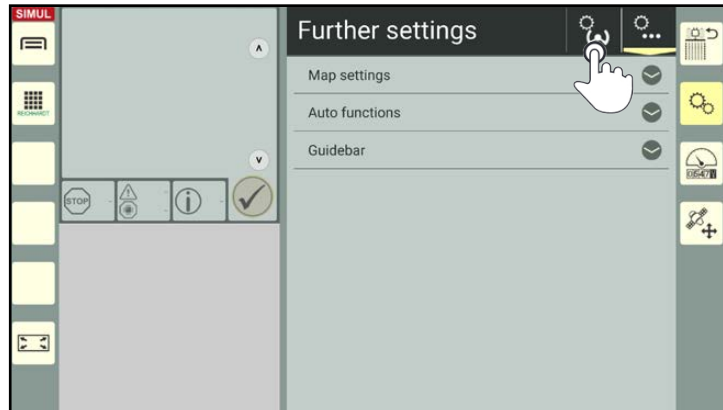 SIMUL
Further settings
Map settings
REICHHARDT
Auto functions
Guidebar
STOP